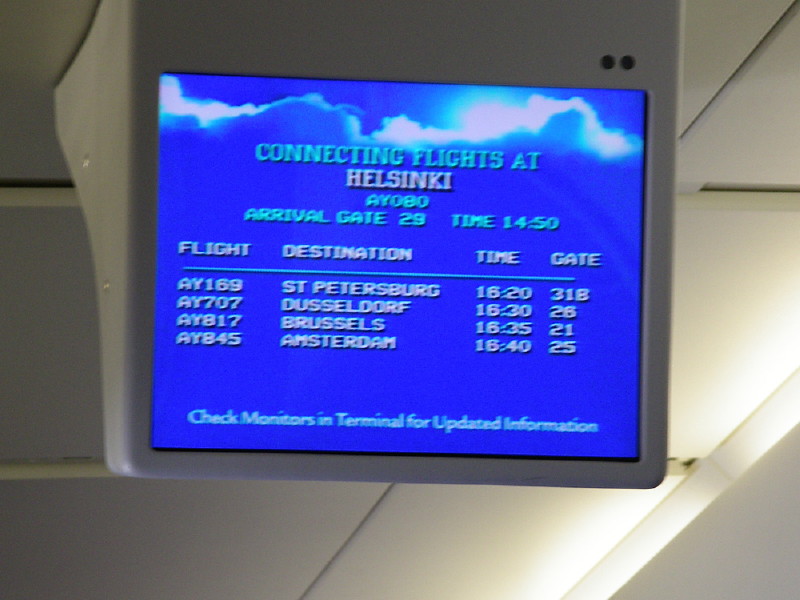 CONNECTING FLIGHTS AT
HELSINKI
AY080
ARRIVAL GATE 29 TIME 14:50
FLIGHT DESTINATION TIME GATE
AY169 ST PETERSBURG 16:20 31B
AY707 DUSSELDORF 16:30 26
AY817 BRUSSELS 16:35 21
AY845 AMSTERDAM 16:40 25
Check Monitors in Terminal for Updated Information